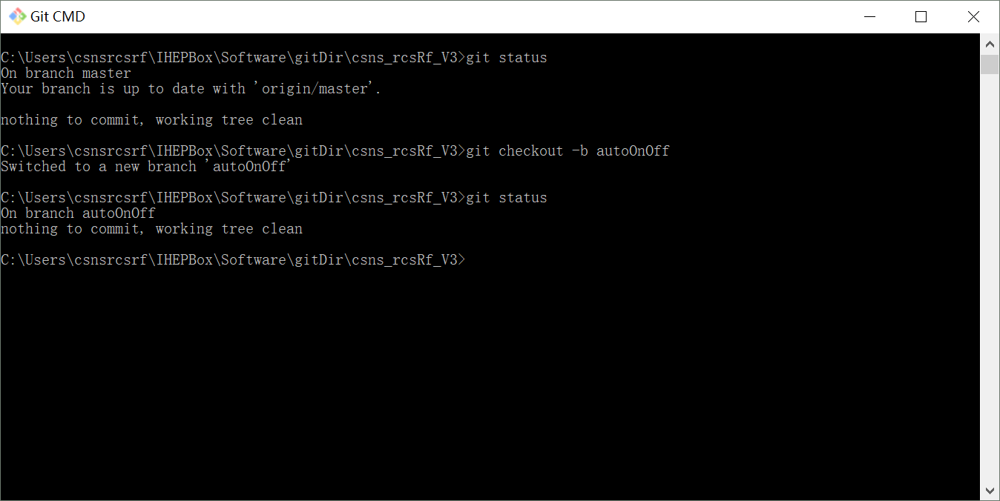 Git CMD
C:\Users\csnsrcsrf\IHEPBox\Software\gitDir\csns_rcsRf_V3>git status
On branch master
Your branch is up to date with 'origin/master'.
nothing to commit, working tree clean
C:\Users\csnsrcsrf\IHEPBox\Software\gitDir\csns_rcsRf_V3>git checkout -b autoOnOff
Switched to a new branch 'autoOnOff'
C:\Users\csnsrcsrf\IHEPBox\Software\gitDir\csns_rcsRf_V3>git status
On branch autoOnOff
nothing to commit, working tree clean
C:\Users\csnsrcsrf\IHEPBox\Software\gitDir\csns_rcsRf_V3>